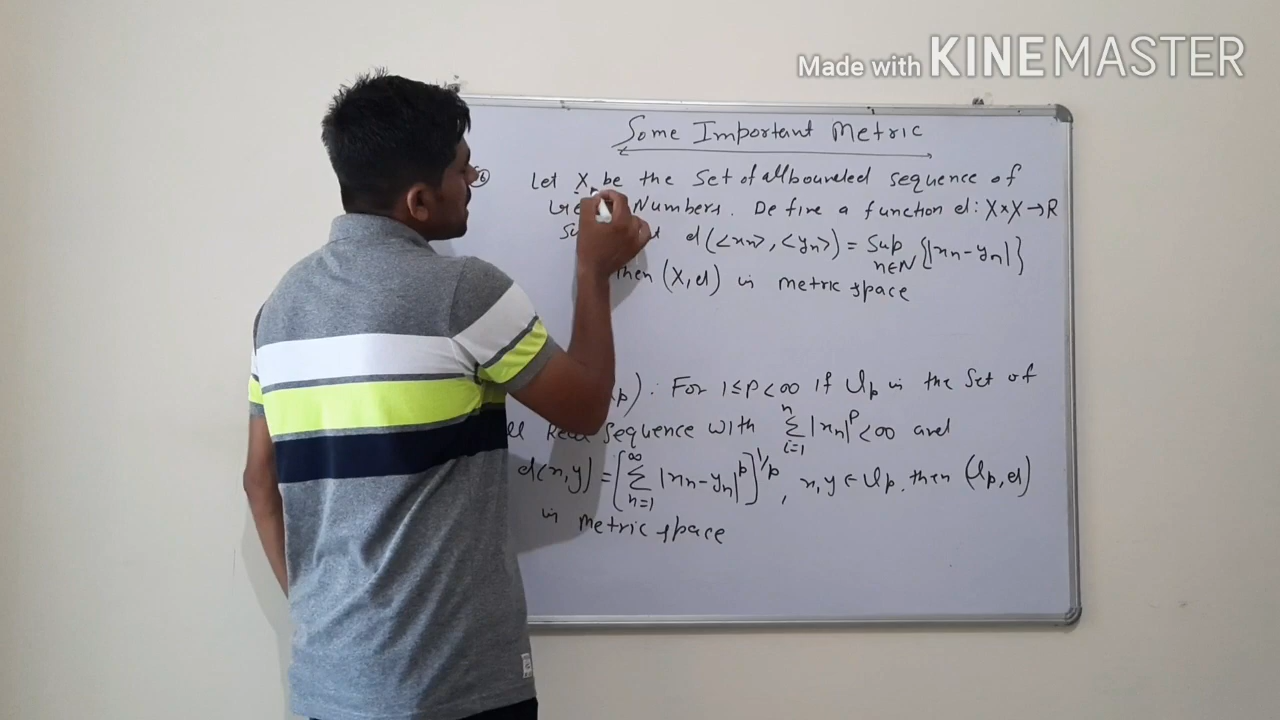 Made with KINEMASTER
Some Important Metric
6 Let X be the set of all bounded sequence of
Numbers. Define a function d: X×X→R
d(<xn>, <yn>) = Sup n∈N {|xn-yn|}
then (X,d) is metric space
p). For 1≤P<∞ if lp is the set of
Real sequence with n∑i=1 |xn|^p < ∞ and
d(x,y) = [∞∑n=1 |xn-yn|^p]^1/p, x,y ∈ lp, then (lp,d)
is metric space